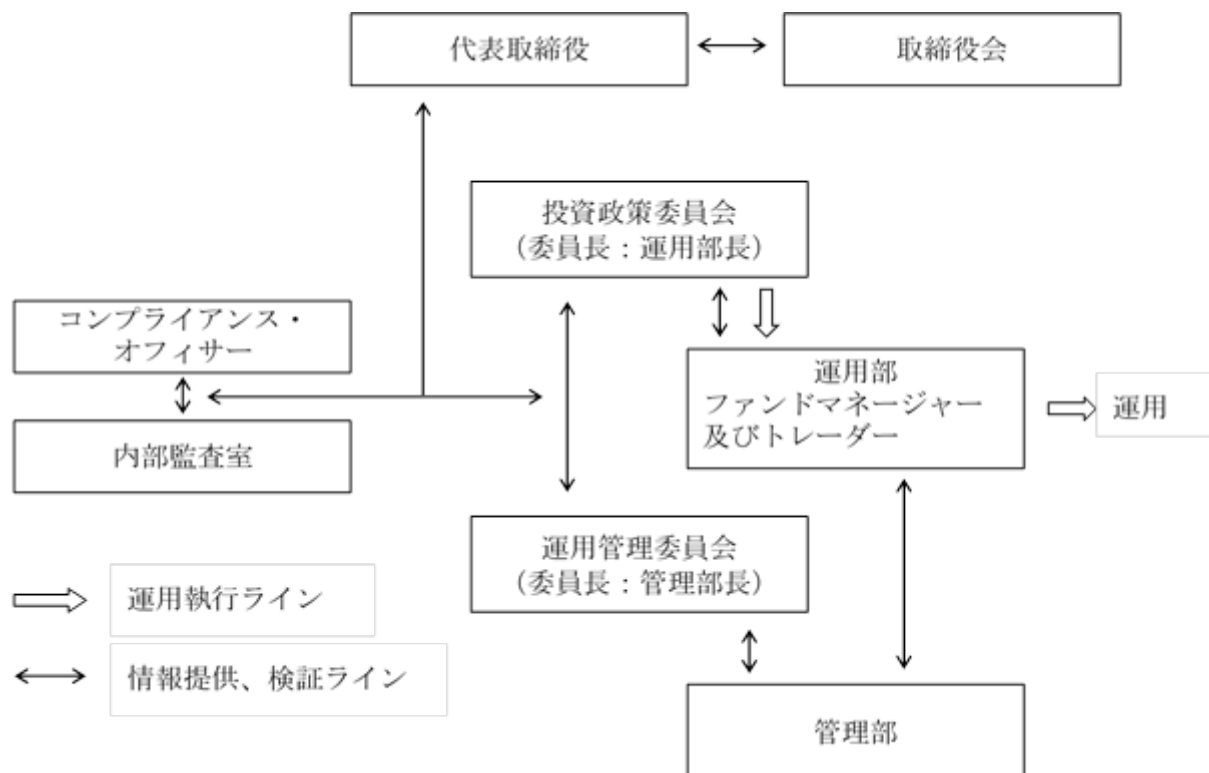 代表取締役
取締役会
投資政策委員会
（委員長：運用部長）
コンプライアンス・
オフィサー
運用部
ファンドマネージャー
及びトレーダー
運用
内部監査室
運用管理委員会
（委員長：管理部長）
運用執行ライン
情報提供、検証ライン
管理部